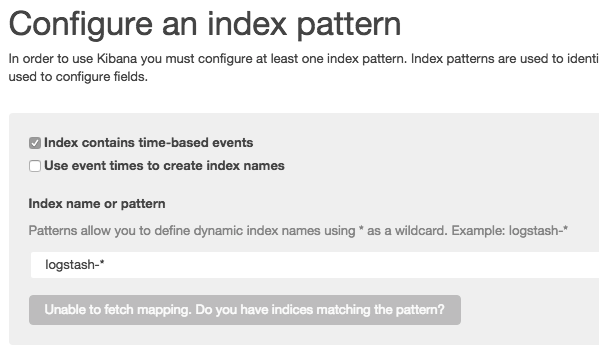 Configure an index pattern
In order to use Kibana you must configure at least one index pattern. Index patterns are used to
used to configure fields.
Index contains time-based events
Use event times to create index names
Index name or pattern
Patterns allow you to define dynamic index names using * as a wildcard. Example: logstash-*
logstash-*
Unable to fetch mapping. Do you have indices matching the pattern?